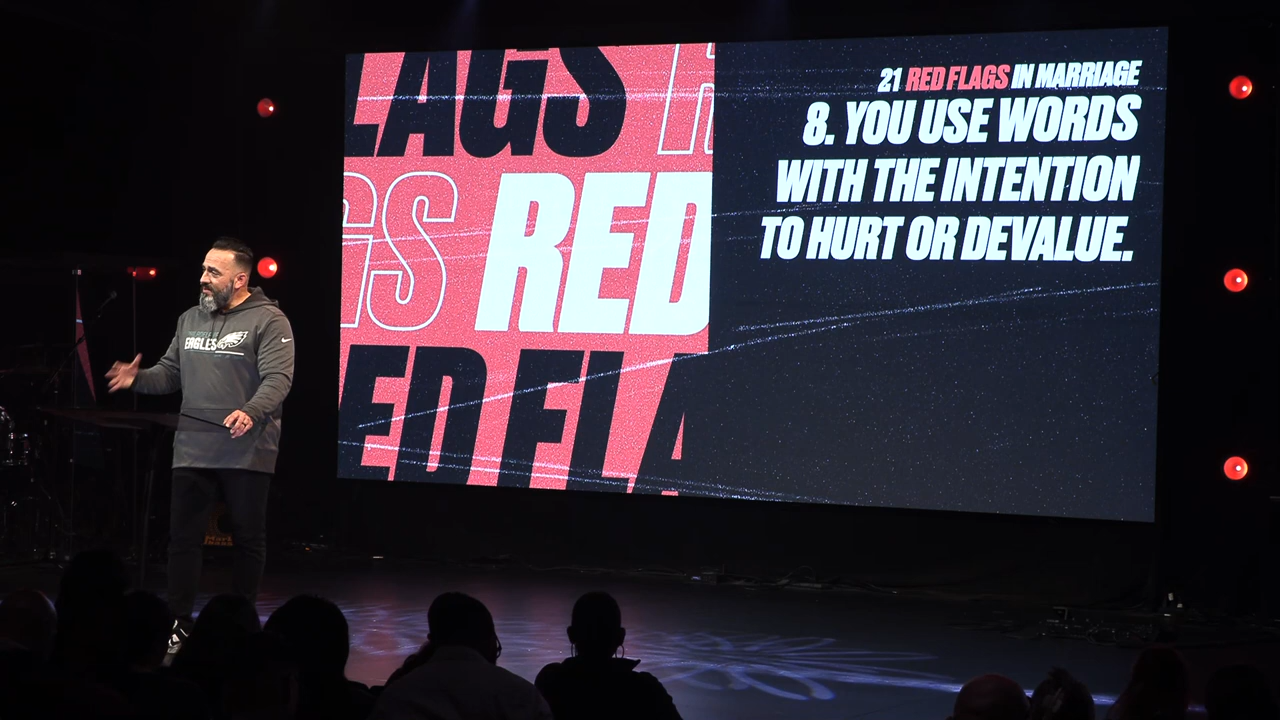 LAGS
GS RED
ED FLA
21 RED FLAGS IN MARRIAGE
8. YOU USE WORDS
WITH THE INTENTION
TO HURT OR DEVALUE.
EAGLES